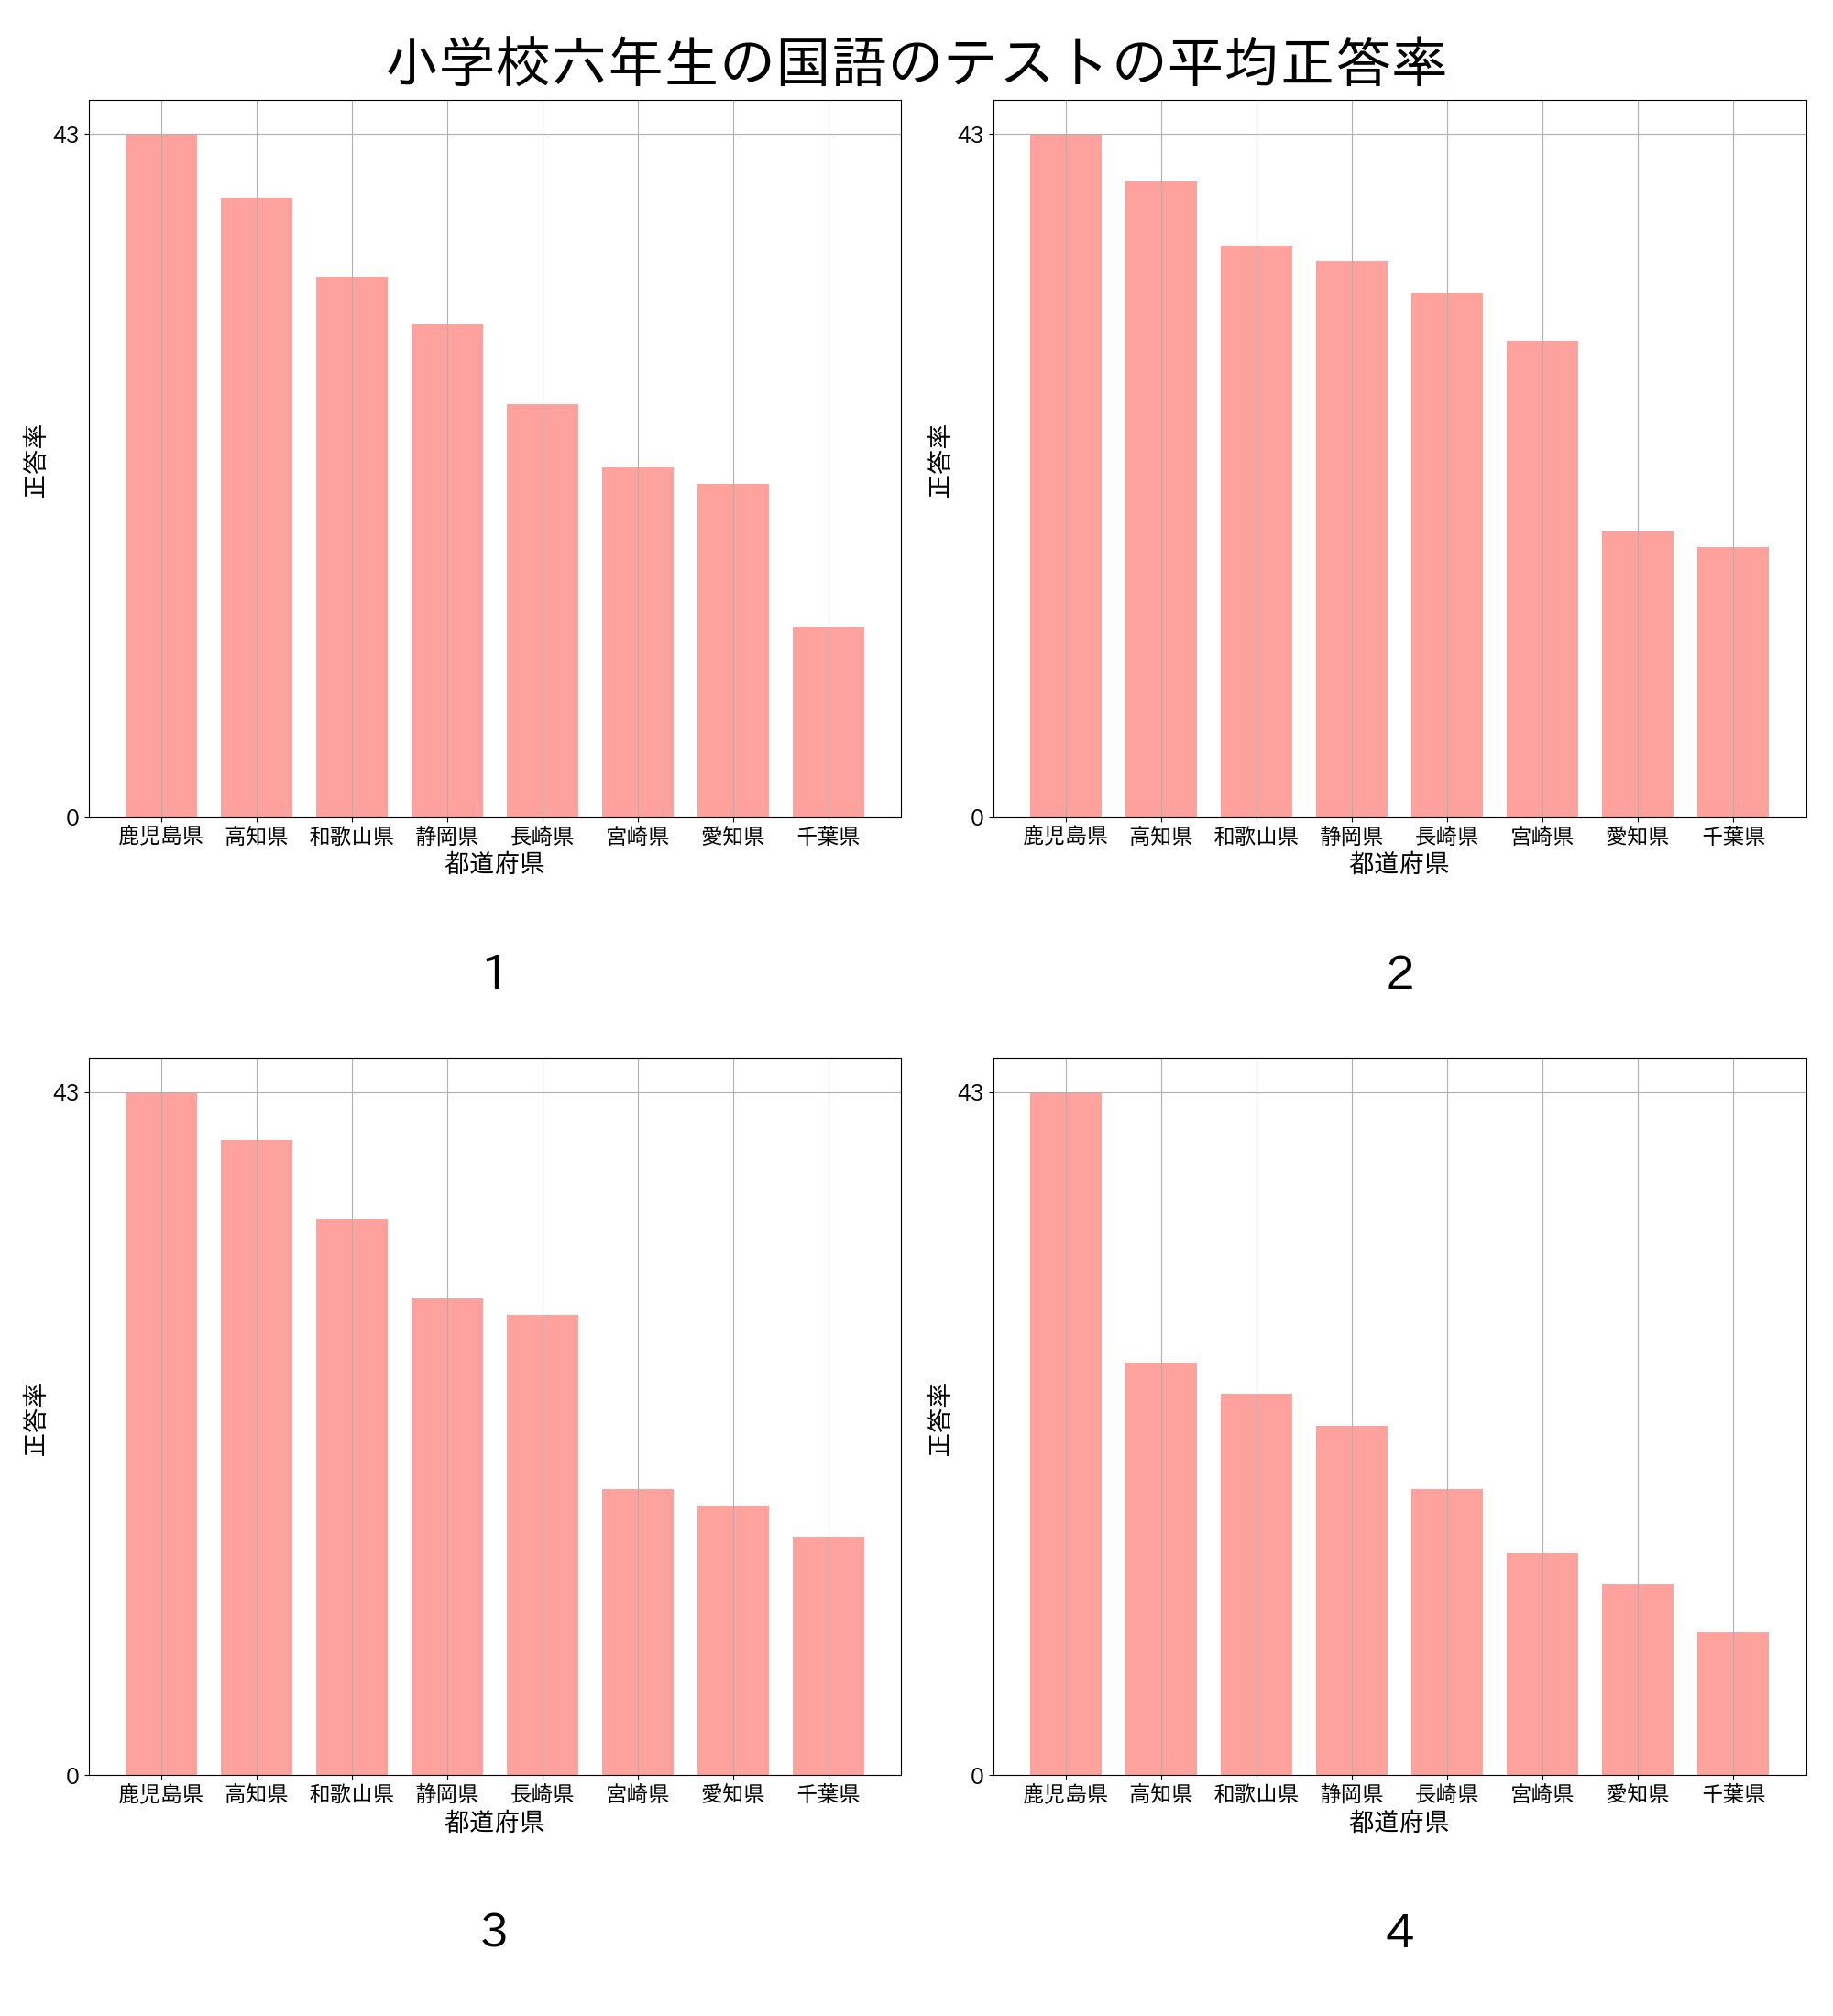 小学校六年生の国語のテストの平均正答率
43
0
正答率
鹿児島県 高知県 和歌山県 静岡県 長崎県 宮崎県 愛知県 千葉県
都道府県
1
43
0
正答率
鹿児島県 高知県 和歌山県 静岡県 長崎県 宮崎県 愛知県 千葉県
都道府県
2
43
0
正答率
鹿児島県 高知県 和歌山県 静岡県 長崎県 宮崎県 愛知県 千葉県
都道府県
3
43
0
正答率
鹿児島県 高知県 和歌山県 静岡県 長崎県 宮崎県 愛知県 千葉県
都道府県
4